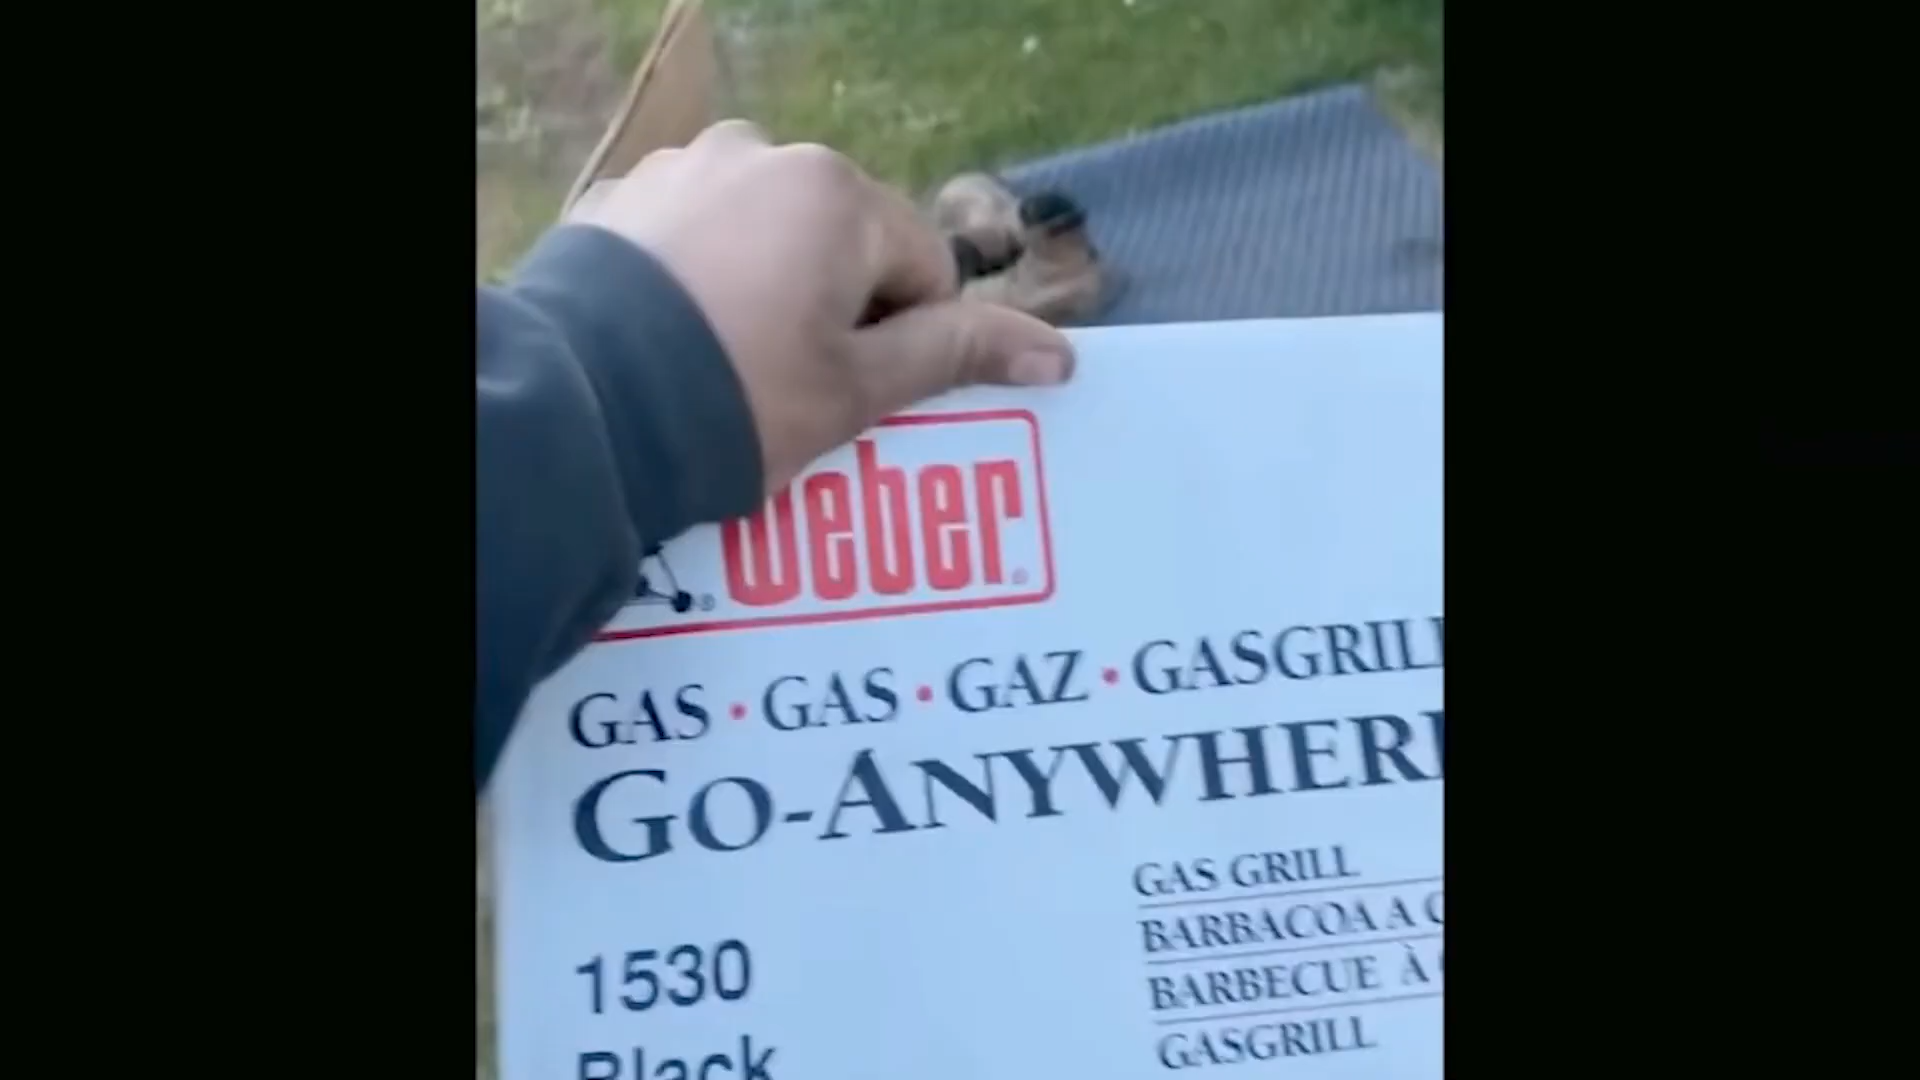 Weber
GAS • GAS • GAZ • GASGRILL
GO-ANYWHERE
GAS GRILL
BARBACOA A
BARBECUE À
GASGRILL
1530
Black